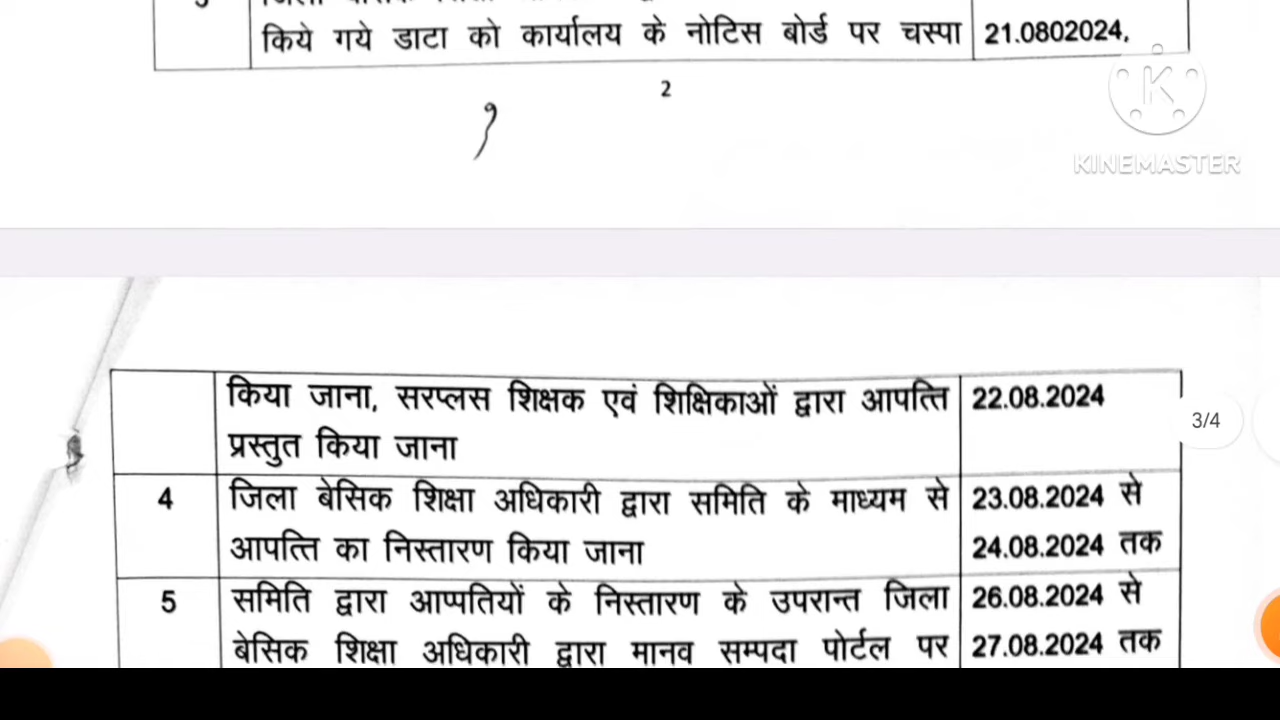 किये गये डाटा को कार्यालय के नोटिस बोर्ड पर चस्पा 21.0802024,
2
KINEMASTER
किया जाना, सरप्लस शिक्षक एवं शिक्षिकाओं द्वारा आपत्ति 22.08.2024
3/4
प्रस्तुत किया जाना
4 जिला बेसिक शिक्षा अधिकारी द्वारा समिति के माध्यम से 23.08.2024 से
आपत्ति का निस्तारण किया जाना 24.08.2024 तक
5 समिति द्वारा आप्पतियों के निस्तारण के उपरान्त जिला 26.08.2024 से
बेसिक शिक्षा अधिकारी द्वारा मानव सम्पदा पोर्टल पर 27.08.2024 तक